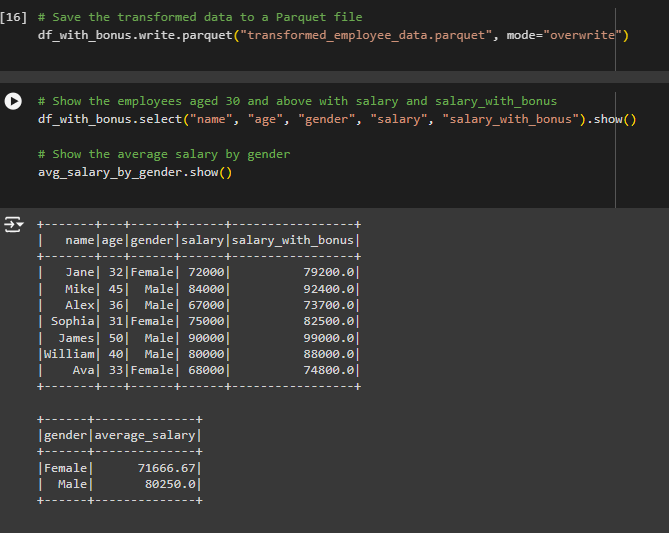 [16] # Save the transformed data to a Parquet file
df_with_bonus.write.parquet("transformed_employee_data.parquet", mode="overwrite")
# Show the employees aged 30 and above with salary and salary_with_bonus
df_with_bonus.select("name", "age", "gender", "salary", "salary_with_bonus").show()
# Show the average salary by gender
avg_salary_by_gender.show()
+-------+---+------+------+-----------------+
|   name|age|gender|salary|salary_with_bonus|
+-------+---+------+------+-----------------+
|   Jane| 32|Female| 72000|          79200.0|
|   Mike| 45|  Male| 84000|          92400.0|
|   Alex| 36|  Male| 67000|          73700.0|
| Sophia| 31|Female| 75000|          82500.0|
|  James| 50|  Male| 90000|          99000.0|
|William| 40|  Male| 80000|          88000.0|
|    Ava| 33|Female| 68000|          74800.0|
+-------+---+------+------+-----------------+
+------+--------------+
|gender|average_salary|
+------+--------------+
|Female|      71666.67|
|  Male|       80250.0|
+------+--------------+